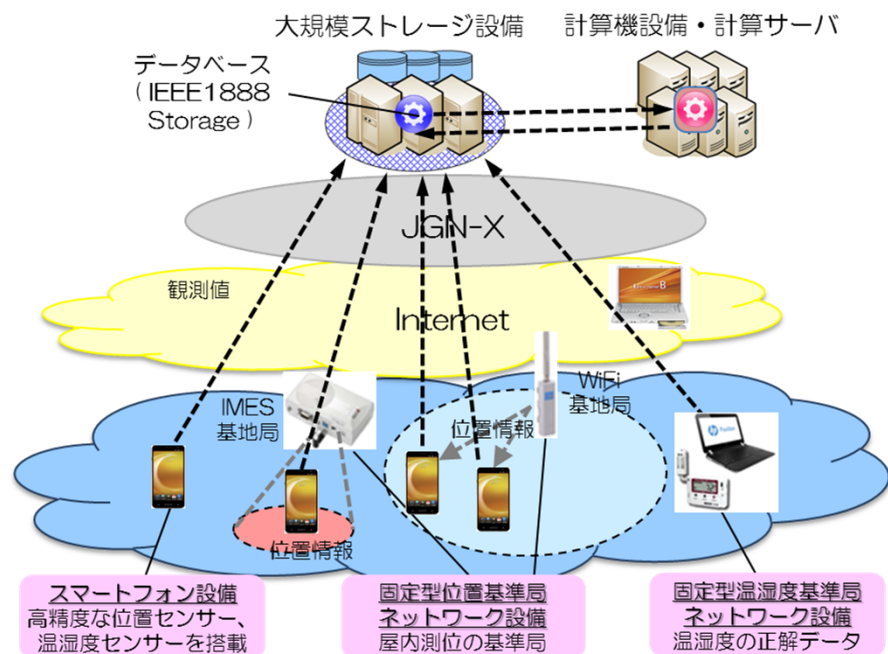 大規模ストレージ設備
計算機設備・計算サーバ
データベース
（IEEE1888
Storage）
JGN-X
観測値
Internet
IMES
基地局
WiFi
基地局
位置情報
位置情報
スマートフォン設備
高精度な位置センサー、
温湿度センサーを搭載
固定型位置基準局
ネットワーク設備
屋内測位の基準局
固定型温湿度基準局
ネットワーク設備
温湿度の正解データ